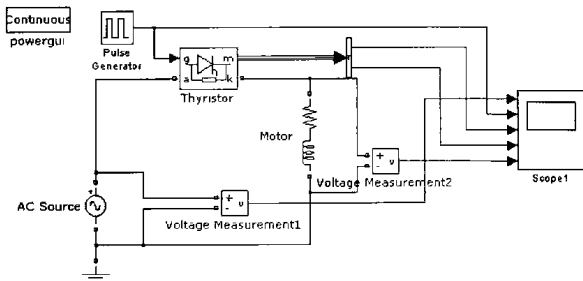 Continuous
powergui
Pulse
Generator
g
m
a
k
Thyristor
Motor
+
-
v
Voltage Measurement2
Scope1
+
AC Source
+
-
v
Voltage Measurement1